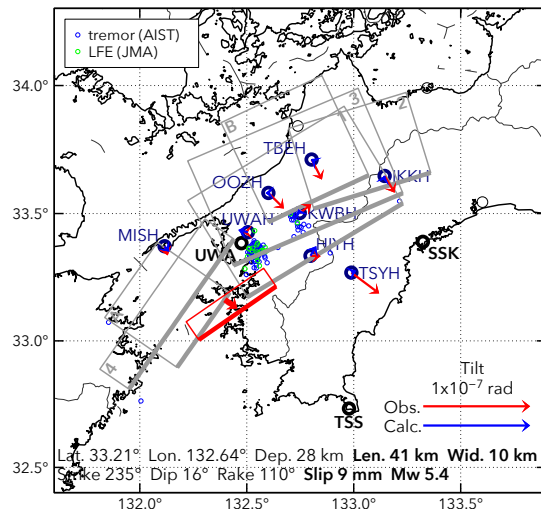 tremor (AIST)
LFE (JMA)
34.0°
33.5°
33.0°
32.5°
B
3
2
1
TBEH
IKKH
OOZH
KWBH
UWAH
MISH
UWA
HIYH
SSK
TSYH
4
TSS
Tilt
1x10⁻⁷ rad
Obs.
Calc.
Lat. 33.21° Lon. 132.64° Dep. 28 km Len. 41 km Wid. 10 km
Strike 235° Dip 16° Rake 110° Slip 9 mm Mw 5.4
132.0° 132.5° 133.0° 133.5°